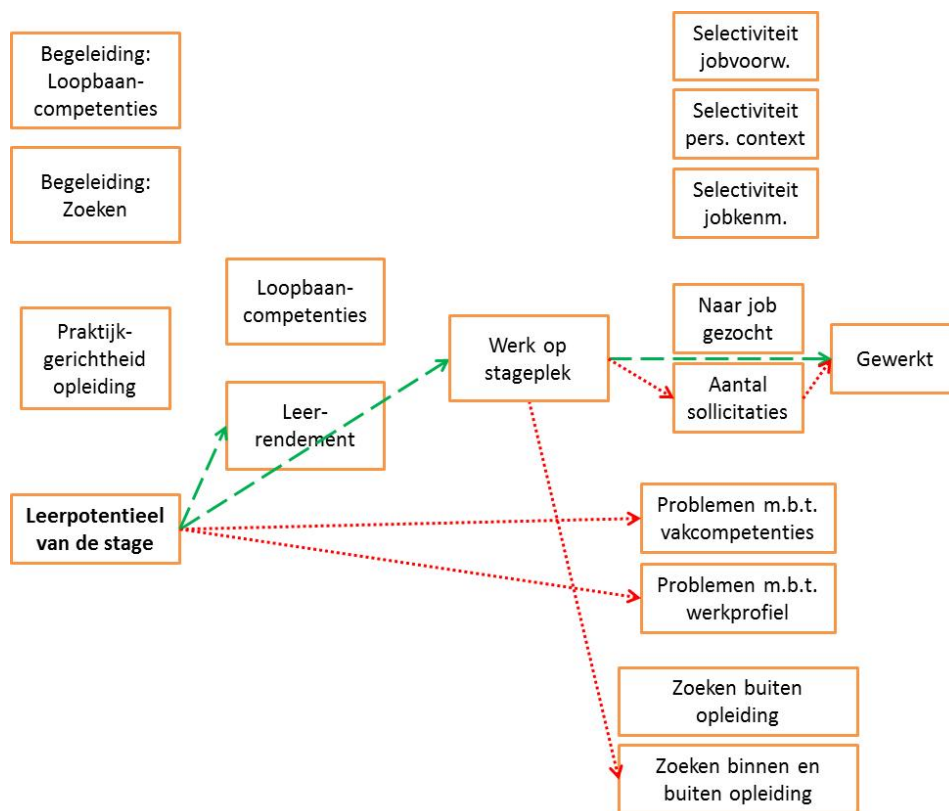 Begeleiding:
Loopbaan-
competenties
Begeleiding:
Zoeken
Praktijk-
gerichtheid
opleiding
Leerpotentieel
van de stage
Loopbaan-
competenties
Leer-
rendement
Werk op
stageplek
Selectiviteit
jobvoorw.
Selectiviteit
pers. context
Selectiviteit
jobkenm.
Naar job
gezocht
Aantal
sollicitaties
Gewerkt
Problemen m.b.t.
vakcompetenties
Problemen m.b.t.
werkprofiel
Zoeken buiten
opleiding
Zoeken binnen en
buiten opleiding